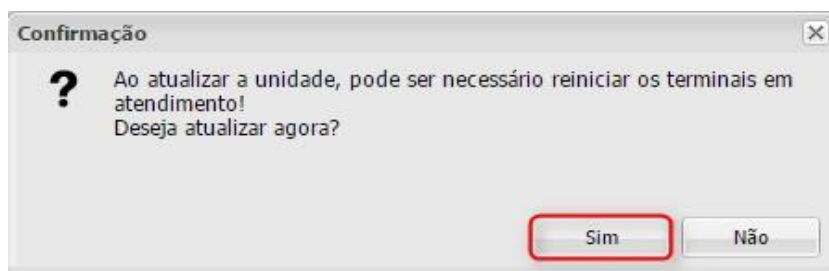 Confirmação
Ao atualizar a unidade, pode ser necessário reiniciar os terminais em
atendimento!
Deseja atualizar agora?
Sim
Não